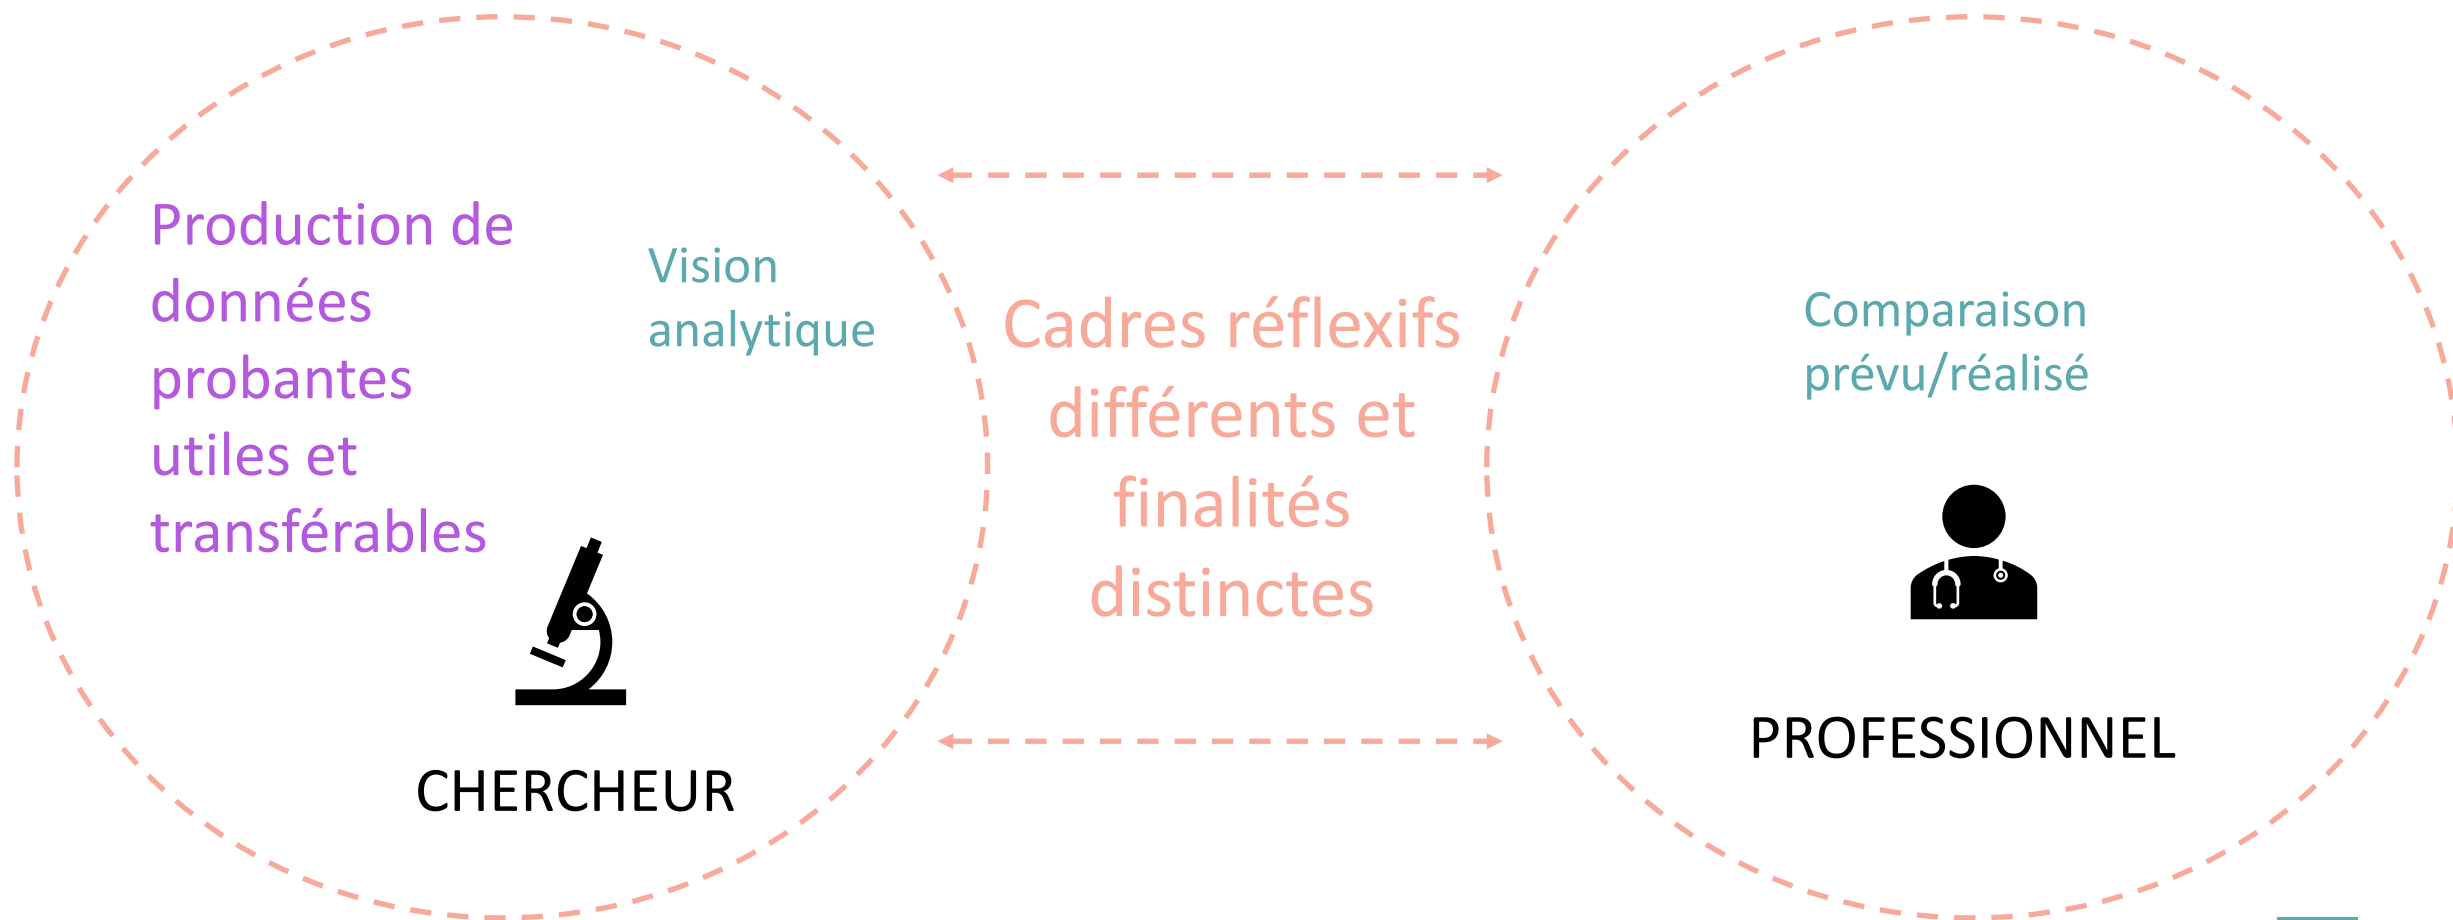 Production de
données
probantes
utiles et
transférables
Vision
analytique
CHERCHEUR
Cadres réflexifs
différents et
finalités
distinctes
Comparaison
prévu/réalisé
PROFESSIONNEL